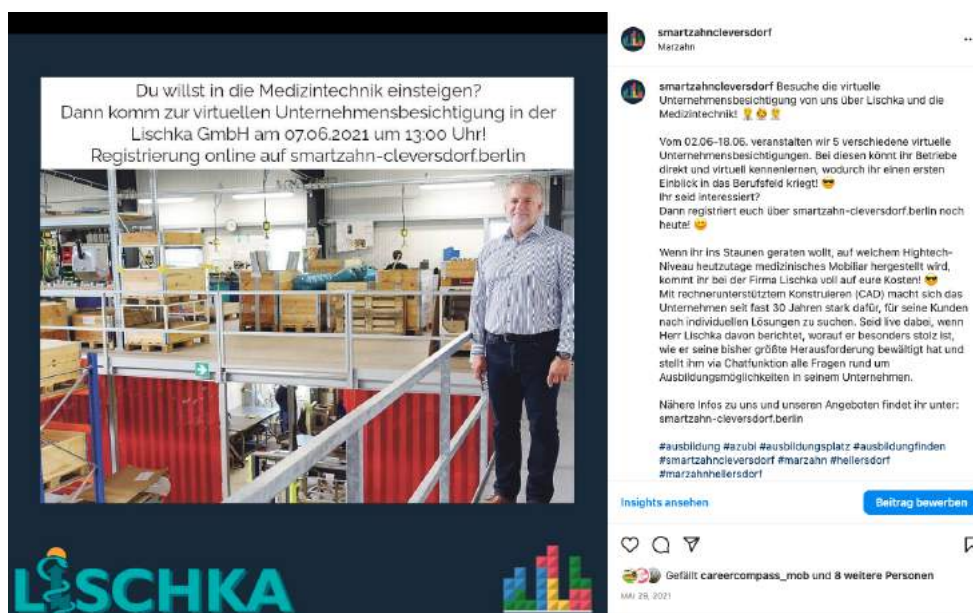 Du willst in die Medizintechnik einsteigen?
Dann komm zur virtuellen Unternehmensbesichtigung in der
Lischka GmbH am 07.06.2021 um 13:00 Uhr!
Registrierung online auf smartzahn-cleversdorf.berlin
LISCHKA
smartzahncleversdorf
Marzahn
smartzahncleversdorf Besuche die virtuelle
Unternehmensbesichtigung von uns über Lischka und die
Medizintechnik!
Vom 02.06-18.06. veranstalten wir 5 verschiedene virtuelle
Unternehmensbesichtigungen. Bei diesen könnt ihr Betriebe
direkt und virtuell kennenlernen, wodurch ihr einen ersten
Einblick in das Berufsfeld kriegt! 😎
Ihr seid interessiert?
Dann registriert euch über smartzahn-cleversdorf.berlin noch
heute! 😊
Wenn ihr ins Staunen geraten wollt, auf welchem Hightech-
Niveau heutzutage medizinisches Mobiliar hergestellt wird,
kommt ihr bei der Firma Lischka voll auf eure Kosten! 😎
Mit rechnerunterstütztem Konstruieren (CAD) macht sich das
Unternehmen seit fast 30 Jahren stark dafür, für seine Kunden
nach individuellen Lösungen zu suchen. Seid live dabei, wenn
Herr Lischka davon berichtet, worauf er besonders stolz ist,
wie er seine bisher größte Herausforderung bewältigt hat und
stellt ihm via Chatfunktion alle Fragen rund um
Ausbildungsmöglichkeiten in seinem Unternehmen.
Nähere Infos zu uns und unseren Angeboten findet ihr unter:
smartzahn-cleversdorf.berlin
#ausbildung #azubi #ausbildungsplatz #ausbildungfinden
#smartzahncleversdorf #marzahn #hellersdorf
#marzahnhellersdorf
Insights ansehen
Beitrag bewerben
Gefällt careercompass_mob und 8 weitere Personen
MAI 28, 2021